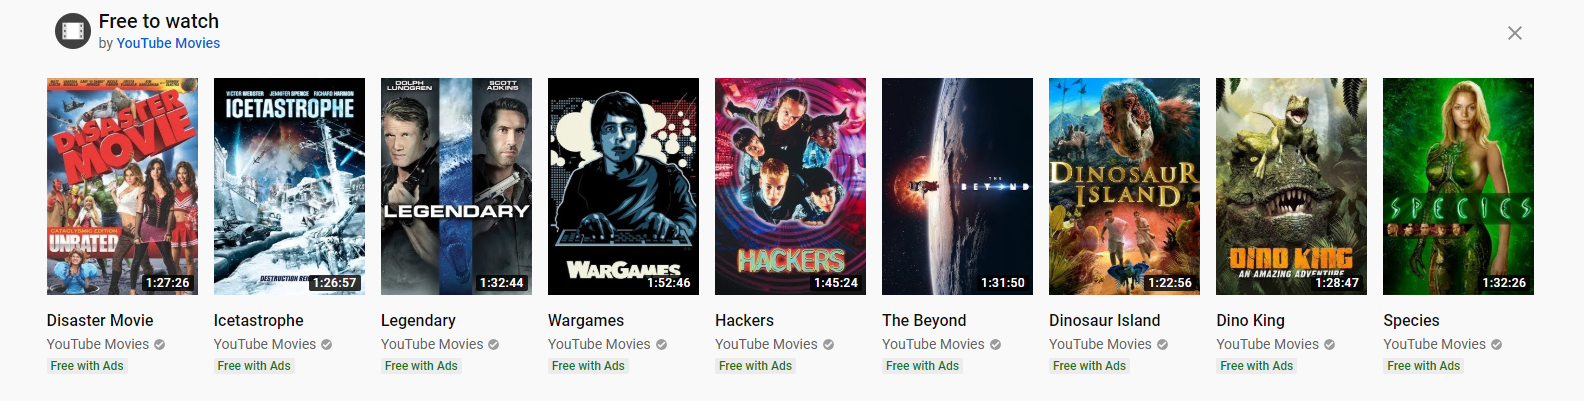 Free to watch
by YouTube Movies
DISASTER
MOVIE
CATACLYSMIC EDITION
UNRATED
1:27:26
VICTOR WEBSTER JENNIFER SPENCE RICHARD HARMON
ICETASTROPHE
1:26:57
DOLPH
LUNDGREN
SCOTT
ADKINS
LEGENDARY
1:32:44
WARGAMES
1:52:46
HACKERS
1:45:24
THE
BEYOND
1:31:50
DINOSAUR
ISLAND
1:22:56
DINO KING
AN AMAZING ADVENTURE
1:28:47
SPECIES
1:32:26
Disaster Movie
YouTube Movies
Free with Ads
Icetastrophe
YouTube Movies
Free with Ads
Legendary
YouTube Movies
Free with Ads
Wargames
YouTube Movies
Free with Ads
Hackers
YouTube Movies
Free with Ads
The Beyond
YouTube Movies
Free with Ads
Dinosaur Island
YouTube Movies
Free with Ads
Dino King
YouTube Movies
Free with Ads
Species
YouTube Movies
Free with Ads